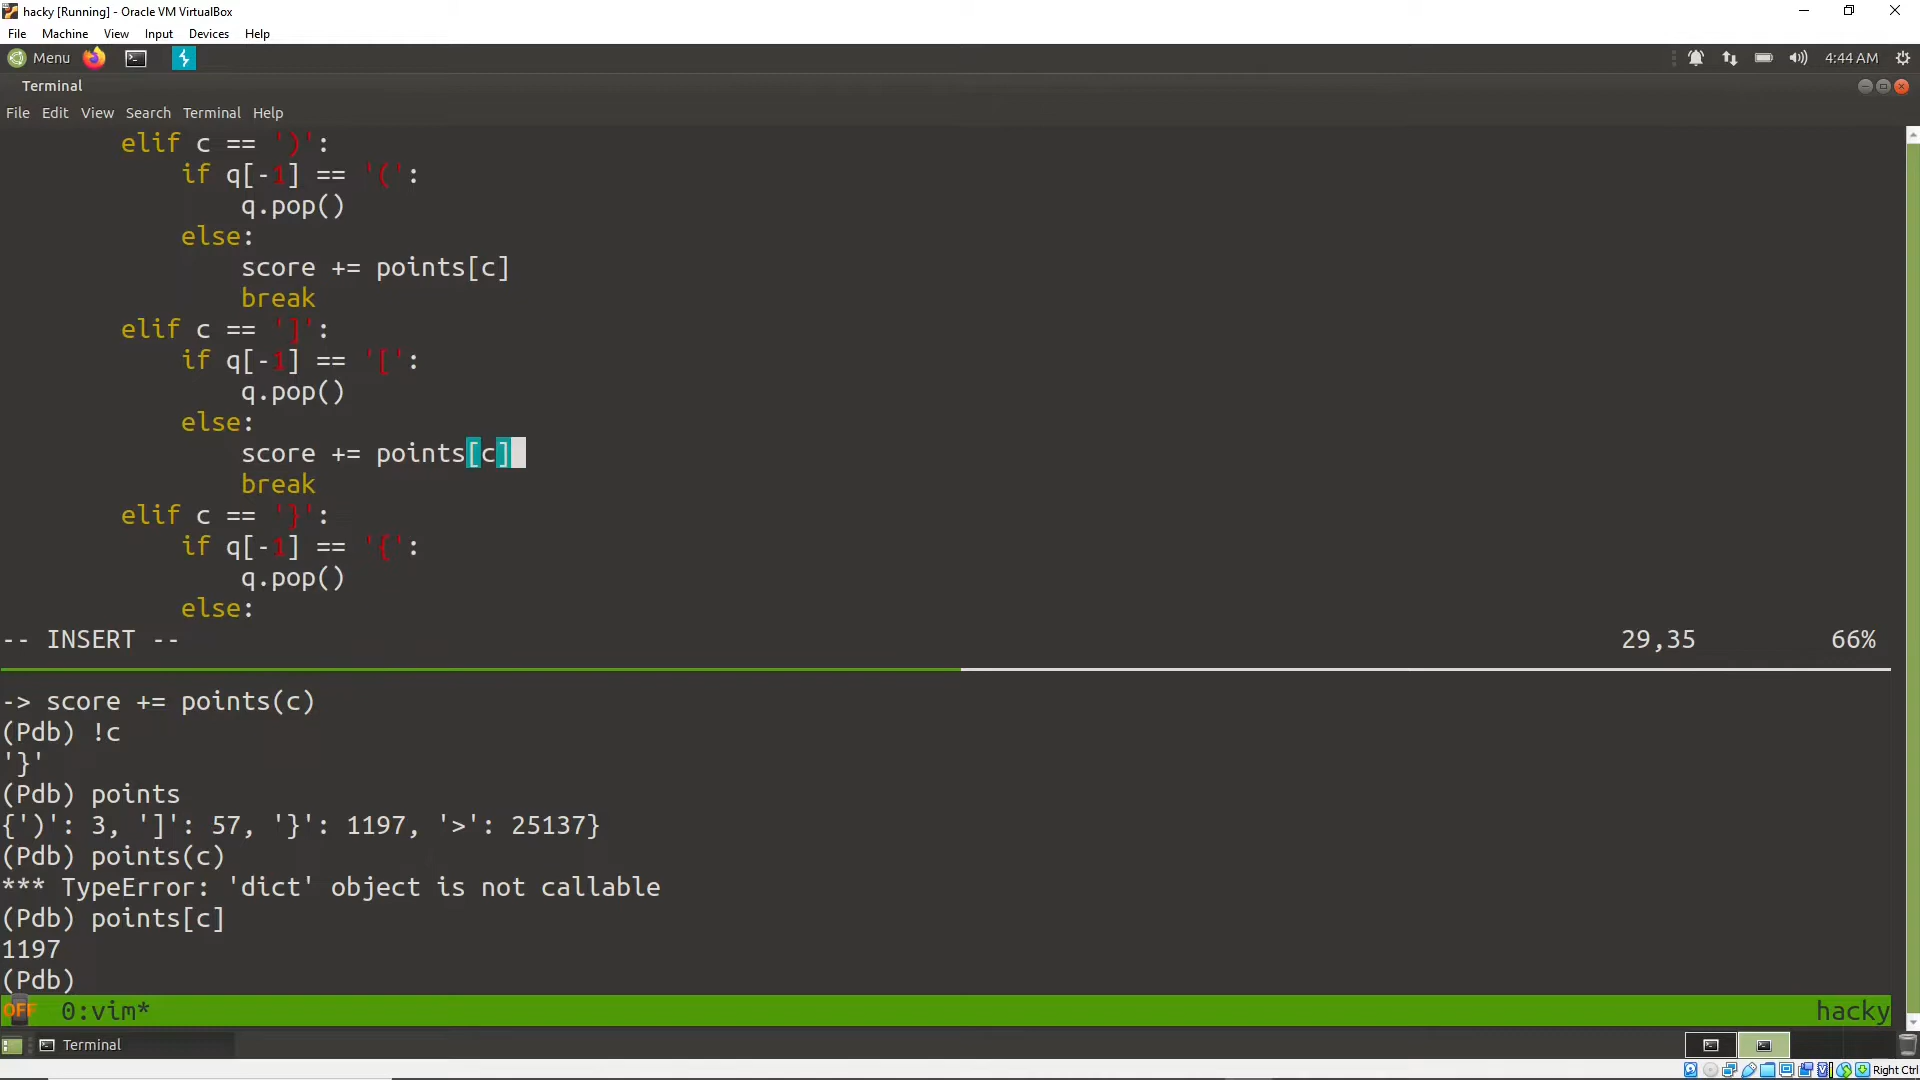 hacky [Running] - Oracle VM VirtualBox
File Machine View Input Devices Help
Menu 4:44 AM
Terminal
File Edit View Search Terminal Help
        elif c == ')':
            if q[-1] == '(':
                q.pop()
            else:
                score += points[c]
                break
        elif c == ']':
            if q[-1] == '[':
                q.pop()
            else:
                score += points[c]
                break
        elif c == '}':
            if q[-1] == '{':
                q.pop()
            else:
-- INSERT -- 29,35 66%
-> score += points(c)
(Pdb) !c
'}'
(Pdb) points
{')': 3, ']': 57, '}': 1197, '>': 25137}
(Pdb) points(c)
*** TypeError: 'dict' object is not callable
(Pdb) points[c]
1197
(Pdb)
OFF 0:vim* hacky
Terminal
Right Ctrl